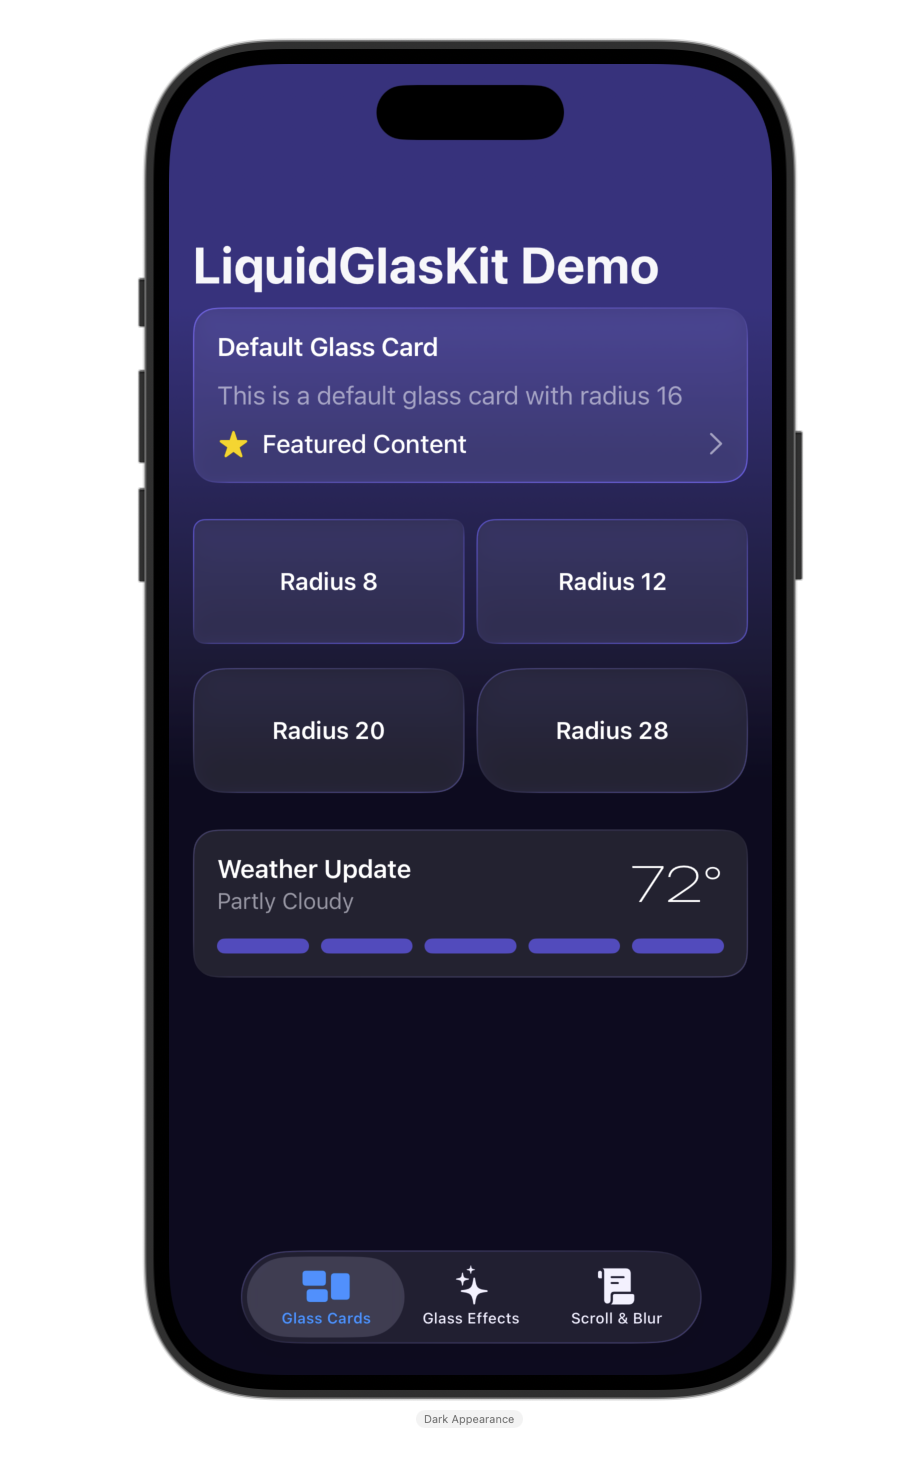 LiquidGlasKit Demo
Default Glass Card
This is a default glass card with radius 16
Featured Content
Radius 8
Radius 12
Radius 20
Radius 28
Weather Update
72°
Partly Cloudy
Glass Cards
Glass Effects
Scroll & Blur
Dark Appearance